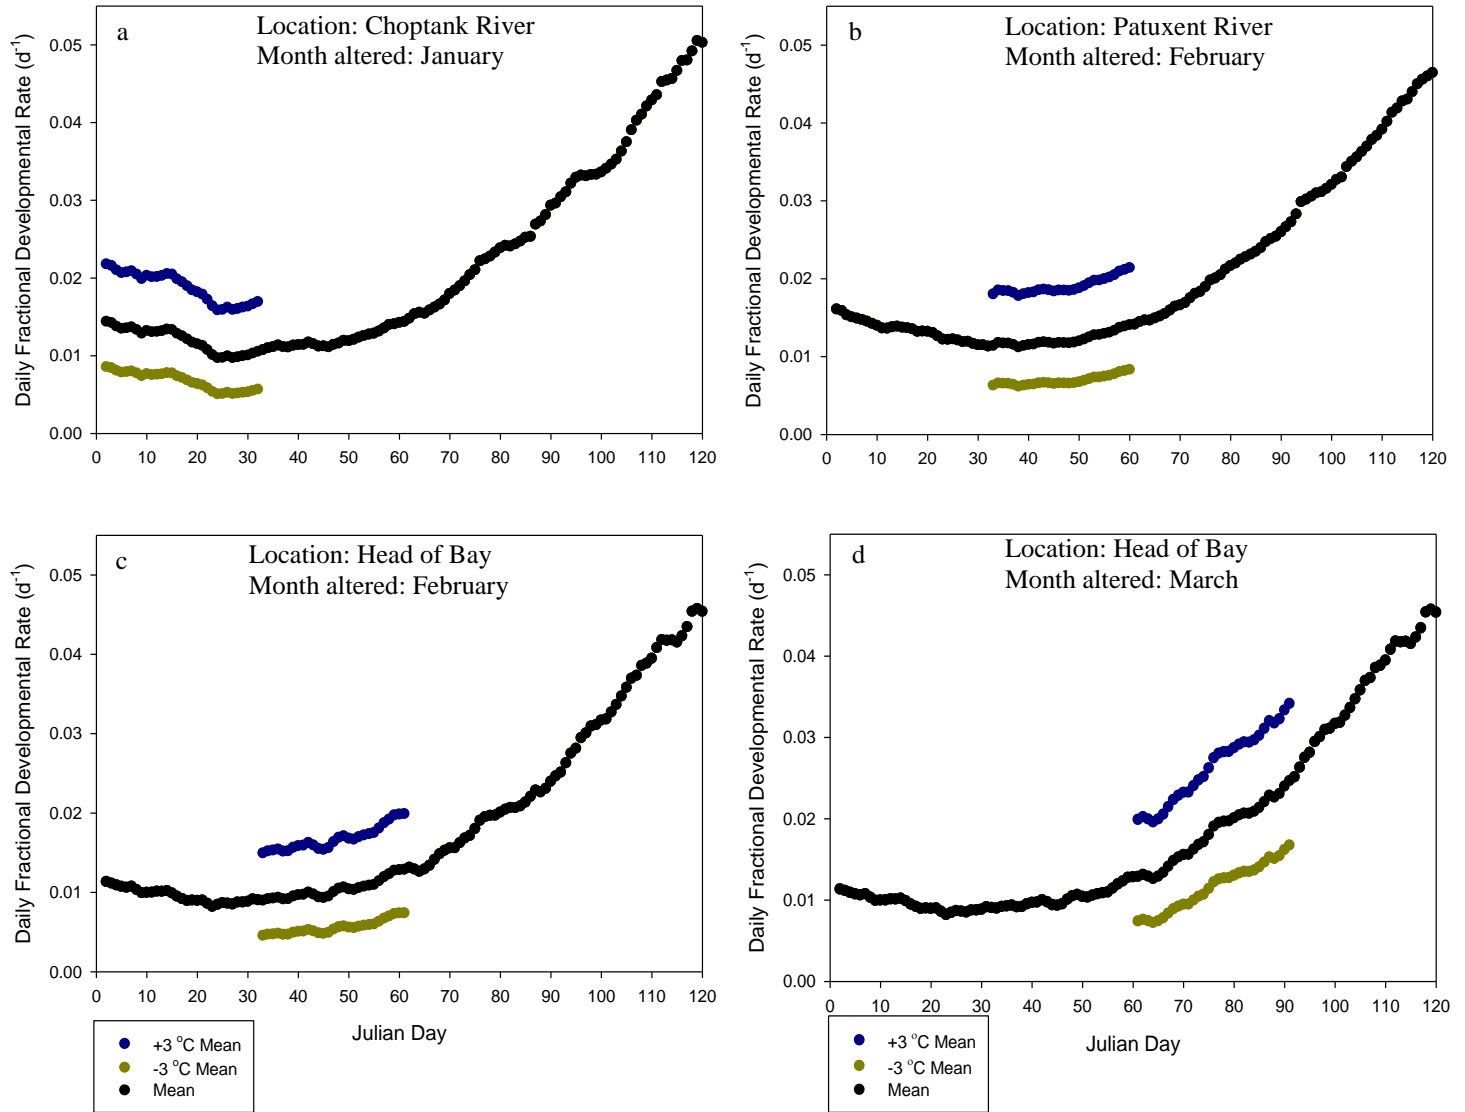 a
Location: Choptank River
Month altered: January
Daily Fractional Developmental Rate (d-1)
0.05
0.04
0.03
0.02
0.01
0.00
0 10 20 30 40 50 60 70 80 90 100 110 120
b
Location: Patuxent River
Month altered: February
Daily Fractional Developmental Rate (d-1)
0.05
0.04
0.03
0.02
0.01
0.00
0 10 20 30 40 50 60 70 80 90 100 110 120
c
Location: Head of Bay
Month altered: February
Daily Fractional Developmental Rate (d-1)
0.05
0.04
0.03
0.02
0.01
0.00
0 10 20 30 40 50 60 70 80 90 100 110 120
Julian Day
+3 °C Mean
-3 °C Mean
Mean
d
Location: Head of Bay
Month altered: March
Daily Fractional Developmental Rate (d-1)
0.05
0.04
0.03
0.02
0.01
0.00
0 10 20 30 40 50 60 70 80 90 100 110 120
Julian Day
+3 °C Mean
-3 °C Mean
Mean